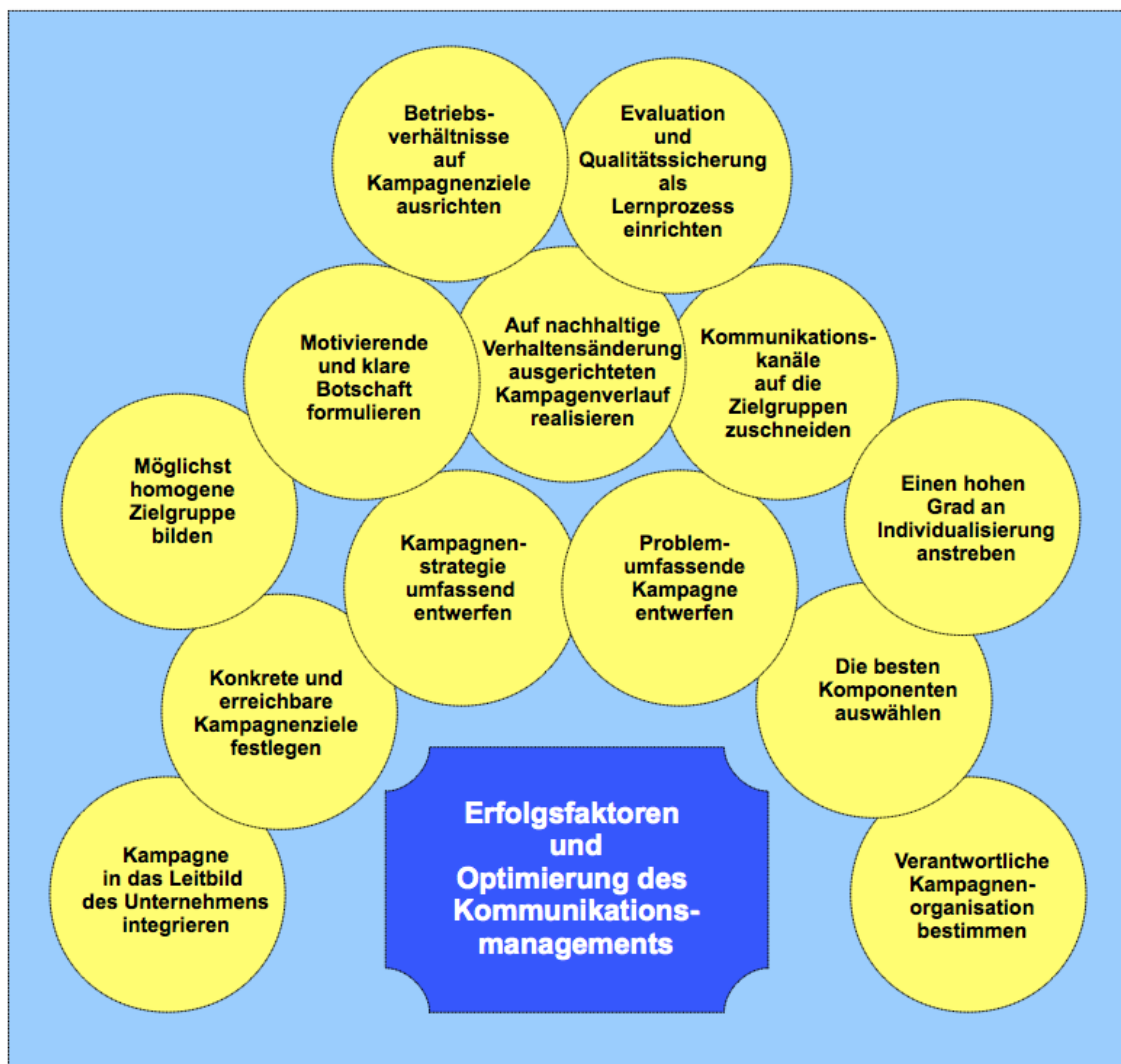 Betriebs-
verhältnisse
auf
Kampagnenziele
ausrichten
Evaluation
und
Qualitätssicherung
als
Lernprozess
einrichten
Motivierende
und klare
Botschaft
formulieren
Auf nachhaltige
Verhaltensänderung
ausgerichteten
Kampagenverlauf
realisieren
Kommunikations-
kanäle
auf die
Zielgruppen
zuschneiden
Möglichst
homogene
Zielgruppe
bilden
Einen hohen
Grad an
Individualisierung
anstreben
Kampagnen-
strategie
umfassend
entwerfen
Problem-
umfassende
Kampagne
entwerfen
Konkrete und
erreichbare
Kampagnenziele
festlegen
Die besten
Komponenten
auswählen
Kampagne
in das Leitbild
des Unternehmens
integrieren
Erfolgsfaktoren
und
Optimierung des
Kommunikations-
managements
Verantwortliche
Kampagnen-
organisation
bestimmen